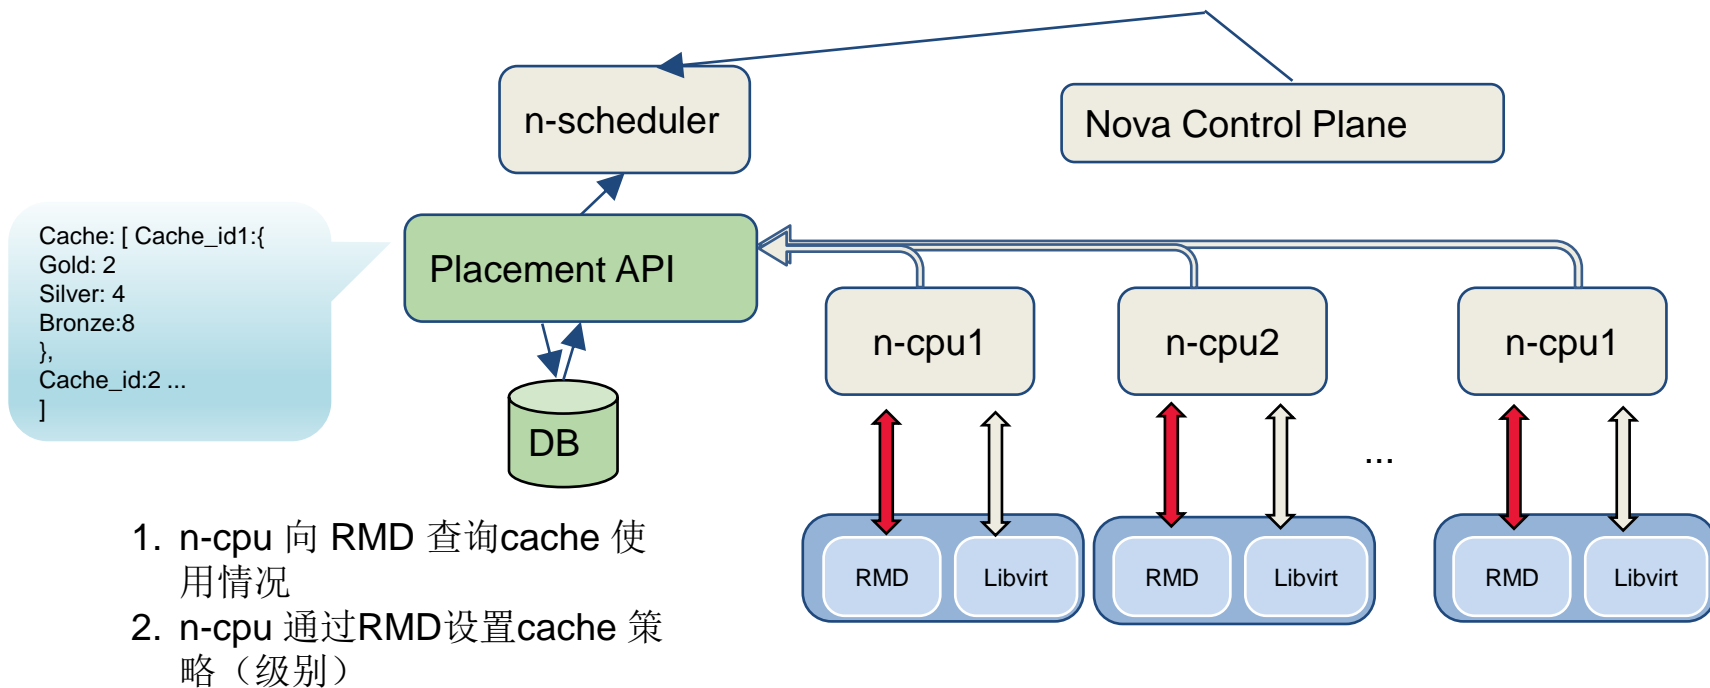 n-scheduler
Nova Control Plane
Cache: [ Cache_id1:{
Gold: 2
Silver: 4
Bronze:8
},
Cache_id:2 ...
]
Placement API
n-cpu1
n-cpu2
n-cpu1
DB
...
RMD
Libvirt
RMD
Libvirt
RMD
Libvirt
1. n-cpu 向 RMD 查询cache 使
用情况
2. n-cpu 通过RMD设置cache 策
略（级别）